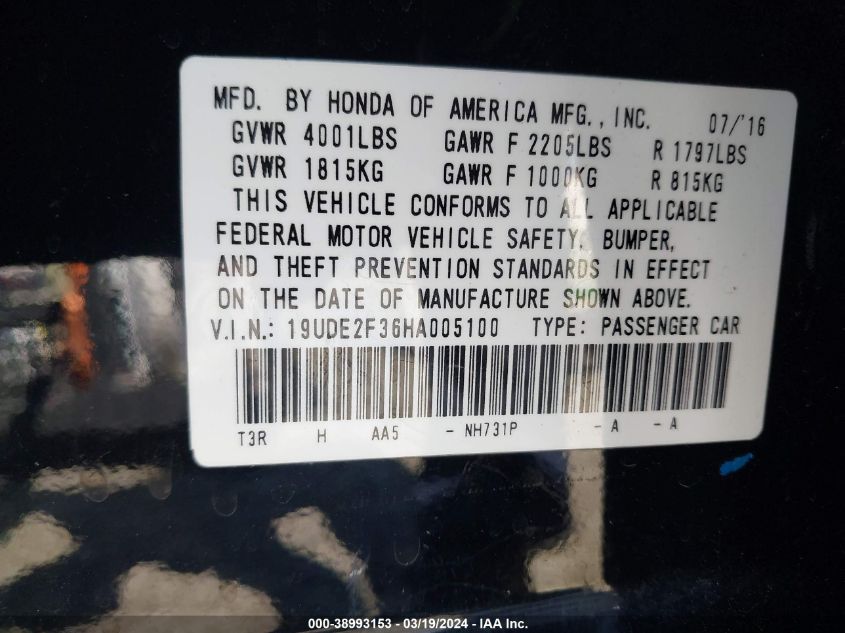 MFD. BY HONDA OF AMERICA MFG., INC. 07/'16
GVWR 4001LBS GAWR F 2205LBS R 1797LBS
GVWR 1815KG GAWR F 1000KG R 815KG
THIS VEHICLE CONFORMS TO ALL APPLICABLE
FEDERAL MOTOR VEHICLE SAFETY, BUMPER,
AND THEFT PREVENTION STANDARDS IN EFFECT
ON THE DATE OF MANUFACTURE SHOWN ABOVE.
V.I.N.: 19UDE2F36HA005100 TYPE: PASSENGER CAR
T3R H AA5 - NH731P - A - A
000-38993153 - 03/19/2024 - IAA Inc.